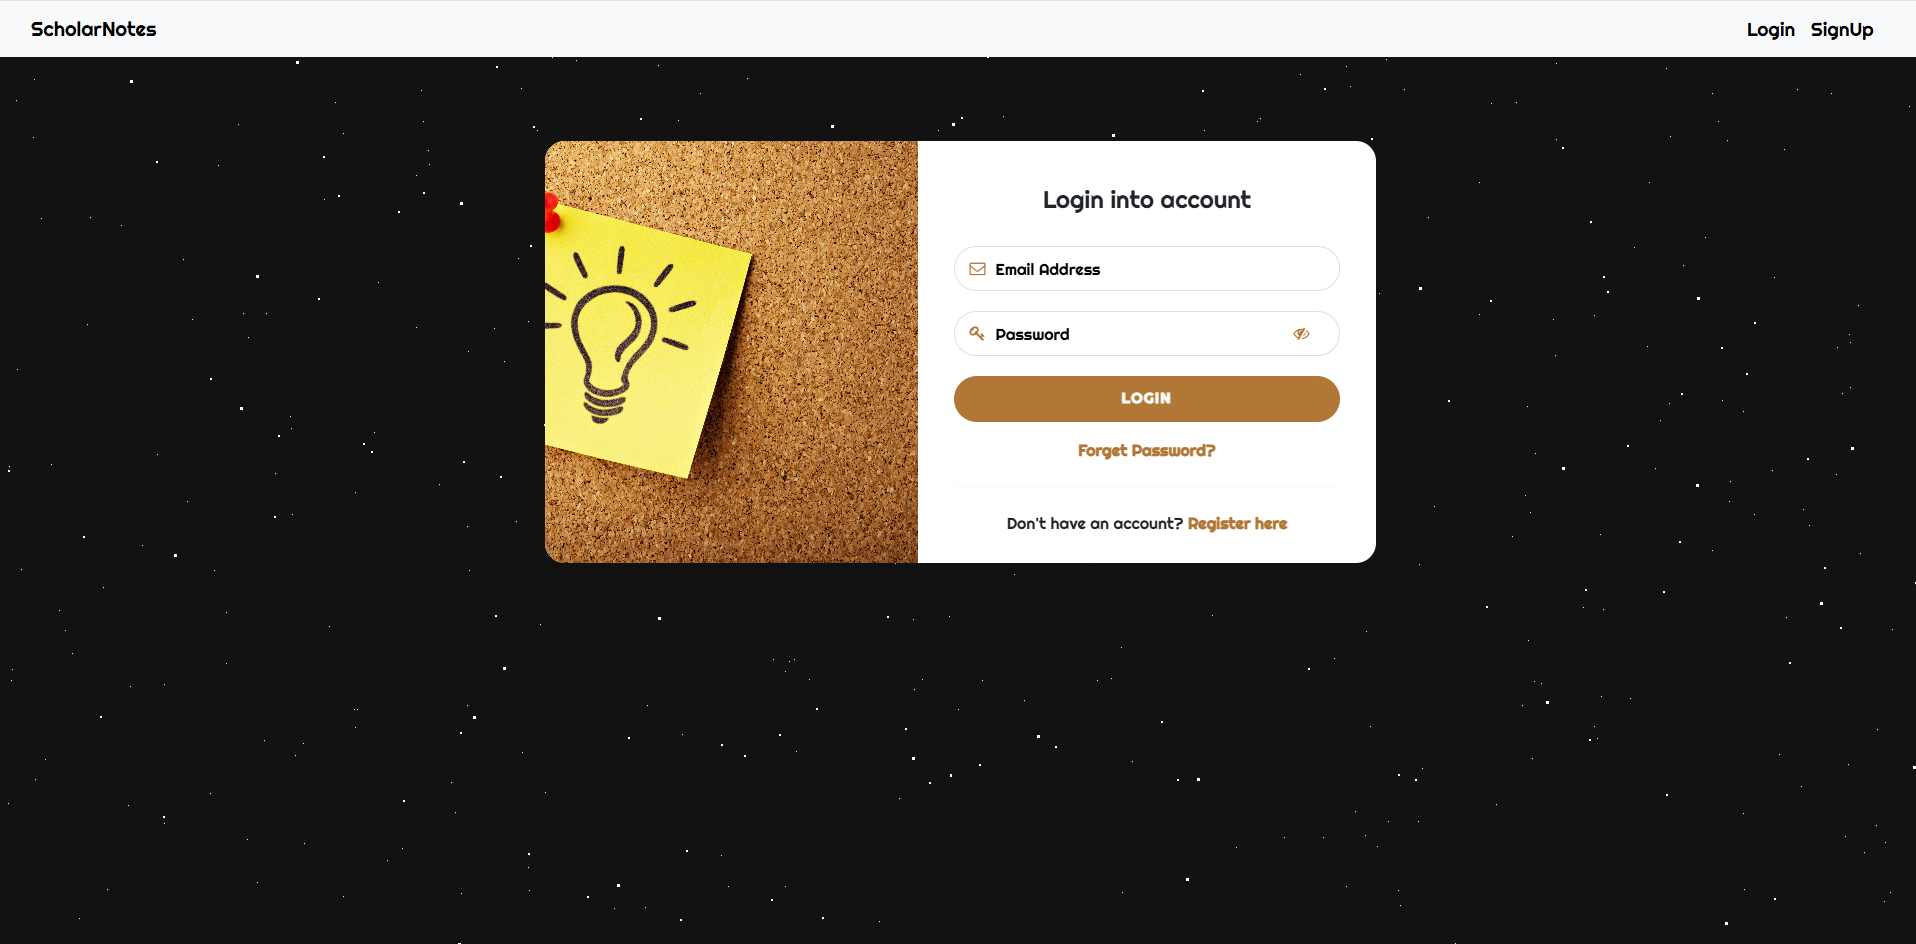 ScholarNotes
Login SignUp
Login into account
Email Address
Password
LOGIN
Forget Password?
Don't have an account? Register here